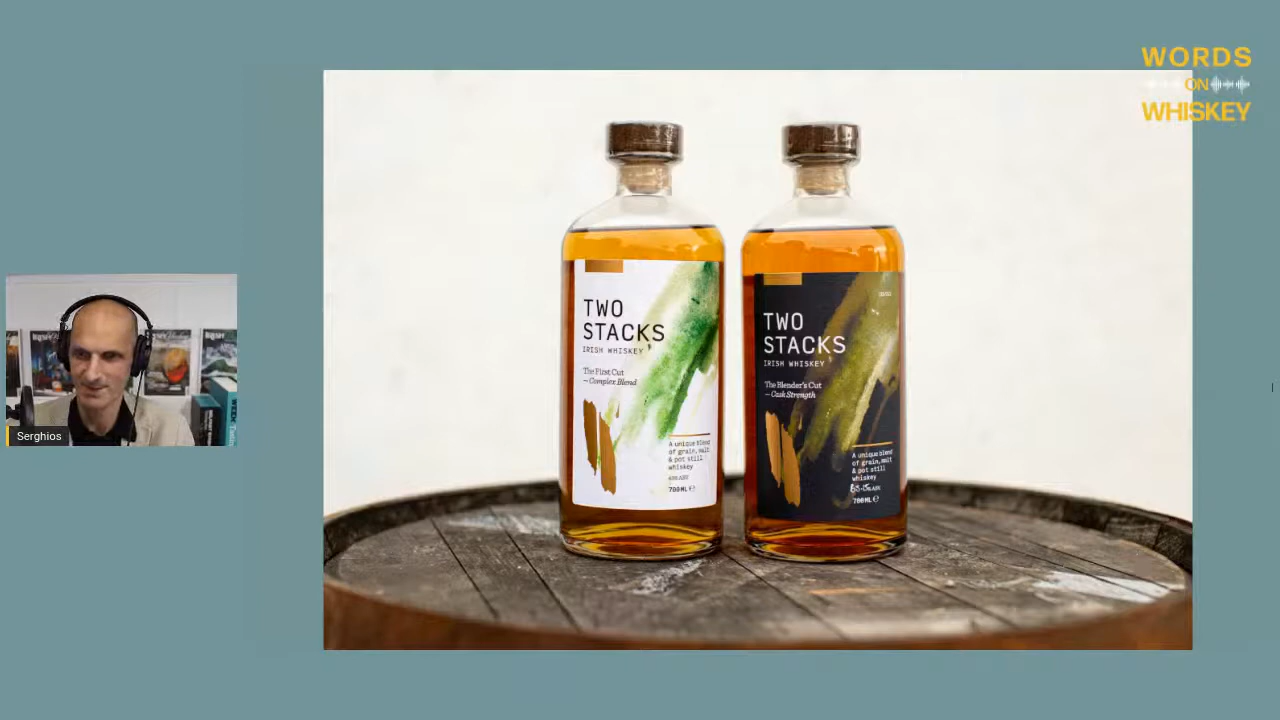 WORDS
ON
WHISKEY
TWO
STACKS
IRISH WHISKEY
The First Cut
— Complex Blend
A unique blend
of grain, malt
& pot still
whiskey
700ML e
TWO
STACKS
IRISH WHISKEY
The Blender's Cut
— Cask Strength
A unique blend
of grain, malt
& pot still
whiskey
700ML e
Serghios